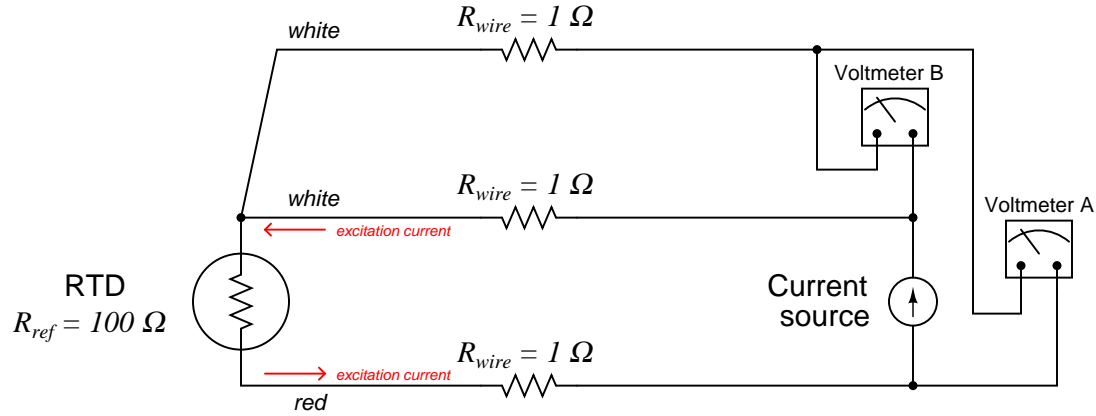 white
R_wire = 1 Ω
Voltmeter B
white
R_wire = 1 Ω
excitation current
Voltmeter A
RTD
R_ref = 100 Ω
Current
source
R_wire = 1 Ω
excitation current
red